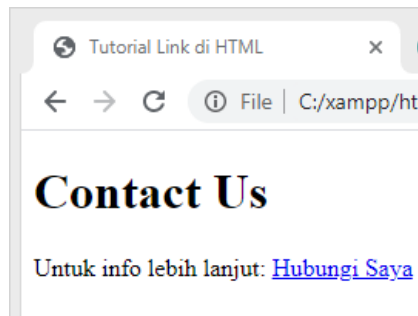 Tutorial Link di HTML
File | C:/xampp/ht
Contact Us
Untuk info lebih lanjut: Hubungi Saya